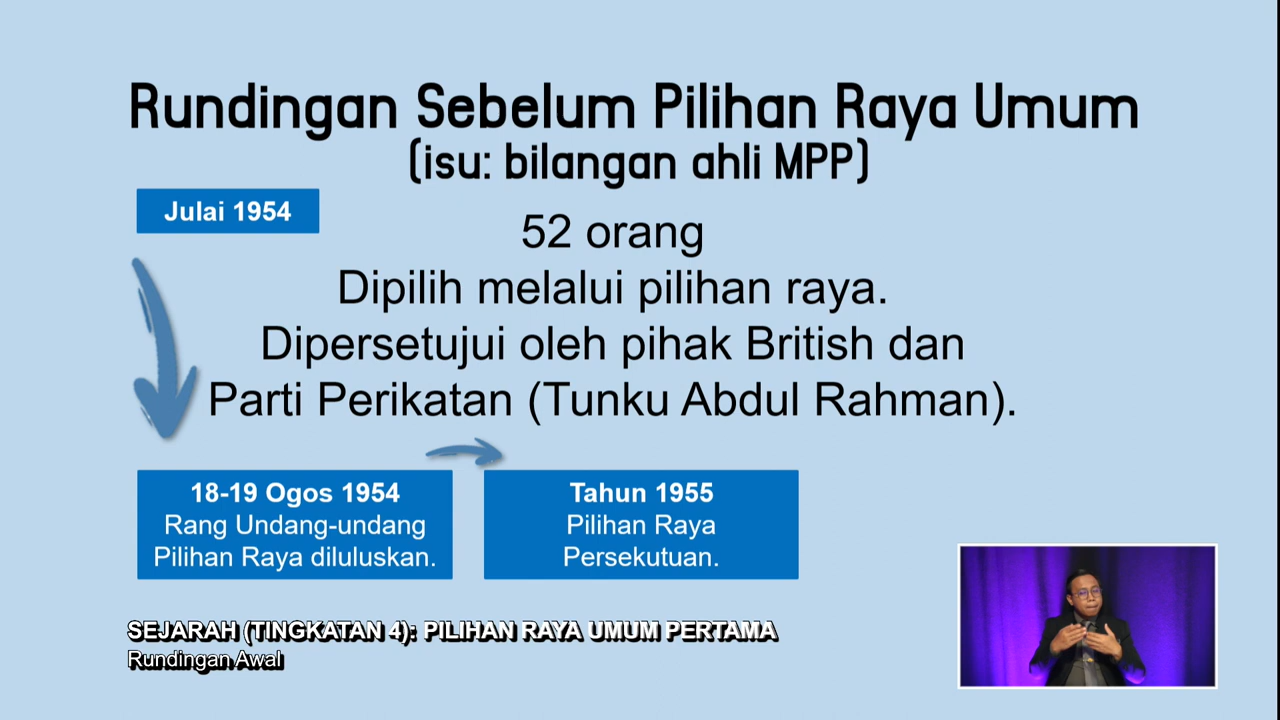 Rundingan Sebelum Pilihan Raya Umum
(isu: bilangan ahli MPP)
Julai 1954
52 orang
Dipilih melalui pilihan raya.
Dipersetujui oleh pihak British dan
Parti Perikatan (Tunku Abdul Rahman).
18-19 Ogos 1954
Rang Undang-undang
Pilihan Raya diluluskan.
Tahun 1955
Pilihan Raya
Persekutuan.
SEJARAH (TINGKATAN 4): PILIHAN RAYA UMUM PERTAMA
Rundingan Awal